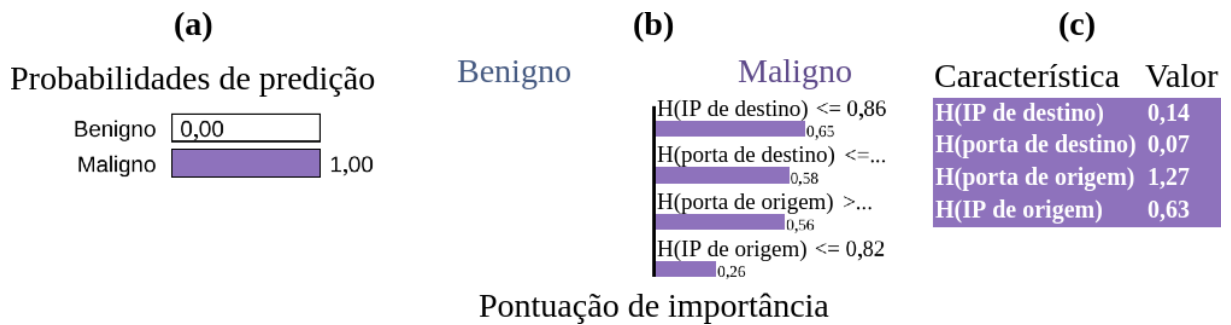 (a)
Probabilidades de predição
Benigno 0,00
Maligno 1,00
(b)
Benigno Maligno
H(IP de destino) <= 0,86
0,65
H(porta de destino) <=...
0,58
H(porta de origem) >...
0,56
H(IP de origem) <= 0,82
0,26
Pontuação de importância
(c)
Característica Valor
H(IP de destino) 0,14
H(porta de destino) 0,07
H(porta de origem) 1,27
H(IP de origem) 0,63